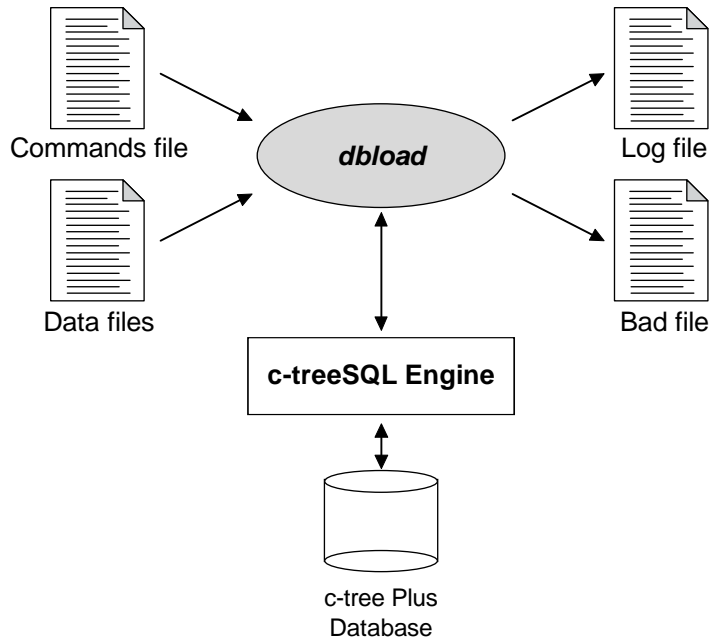 Commands file
dbload
Log file
Data files
Bad file
c-treeSQL Engine
c-tree Plus
Database